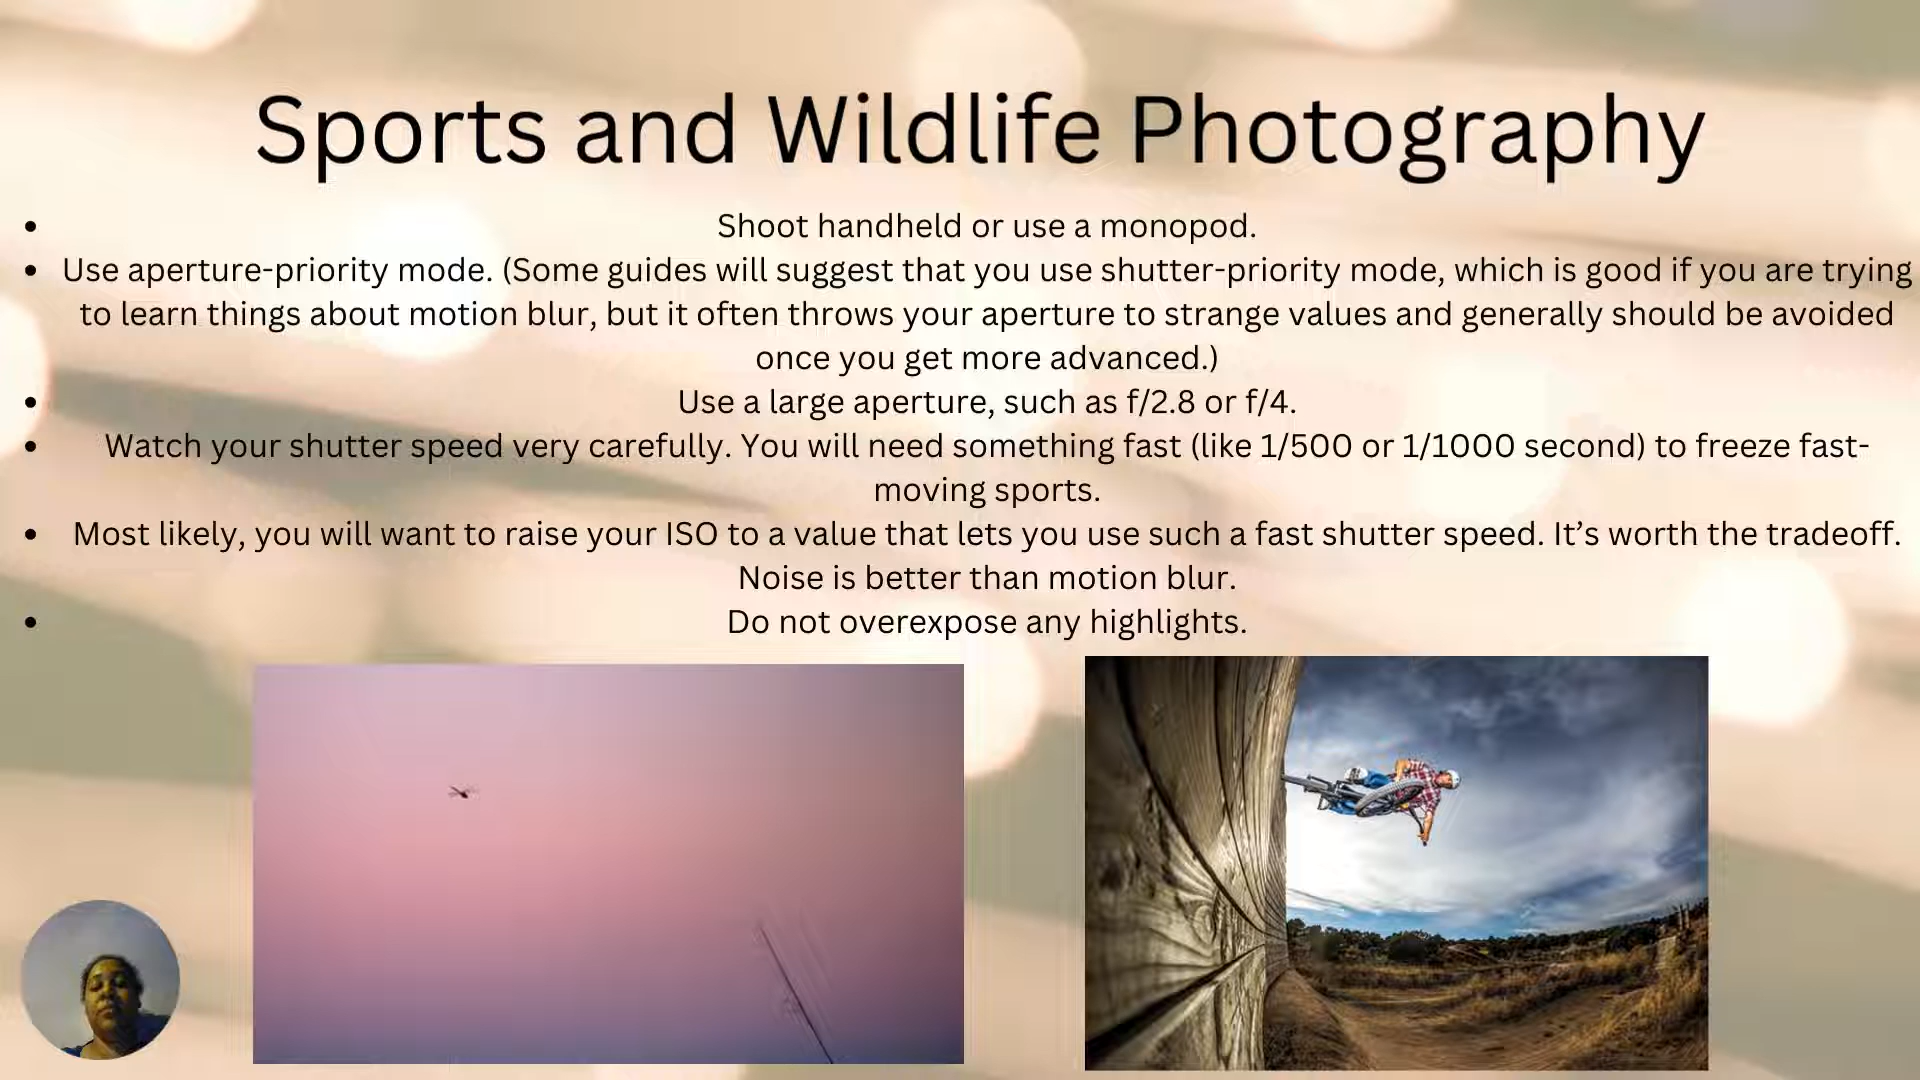 Sports and Wildlife Photography
• Shoot handheld or use a monopod.
• Use aperture-priority mode. (Some guides will suggest that you use shutter-priority mode, which is good if you are trying
to learn things about motion blur, but it often throws your aperture to strange values and generally should be avoided
once you get more advanced.)
• Use a large aperture, such as f/2.8 or f/4.
• Watch your shutter speed very carefully. You will need something fast (like 1/500 or 1/1000 second) to freeze fast-
moving sports.
• Most likely, you will want to raise your ISO to a value that lets you use such a fast shutter speed. It’s worth the tradeoff.
Noise is better than motion blur.
• Do not overexpose any highlights.